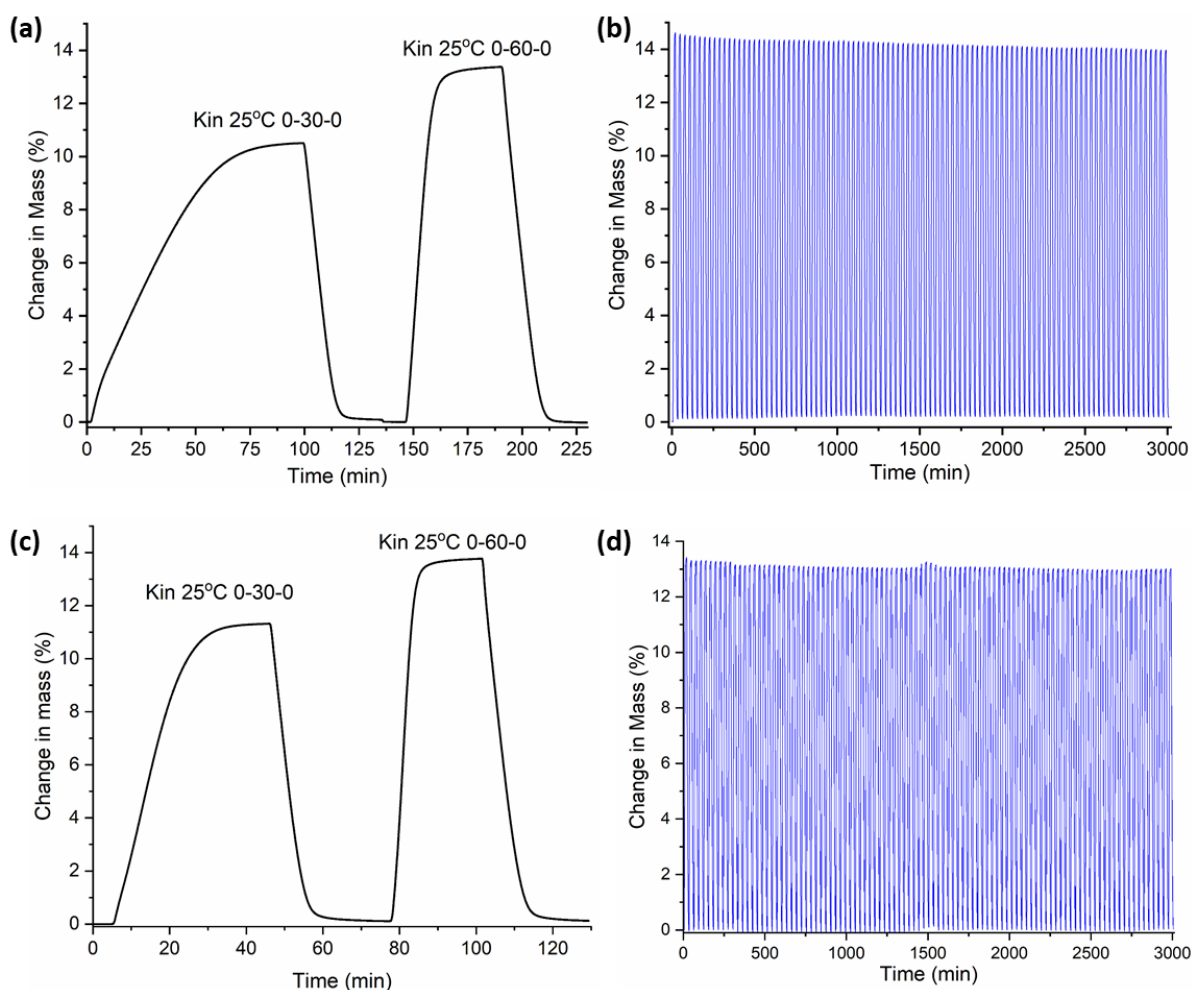 (a)
Kin 25°C 0-30-0
Kin 25°C 0-60-0
Change in Mass (%)
14
12
10
8
6
4
2
0
0 25 50 75 100 125 150 175 200 225
Time (min)
(b)
14
12
10
8
6
4
2
0
Change in Mass (%)
0 500 1000 1500 2000 2500 3000
Time (min)
(c)
Kin 25°C 0-30-0
Kin 25°C 0-60-0
Change in mass (%)
14
12
10
8
6
4
2
0
0 20 40 60 80 100 120
Time (min)
(d)
Change in Mass (%)
14
12
10
8
6
4
2
0
0 500 1000 1500 2000 2500 3000
Time (min)